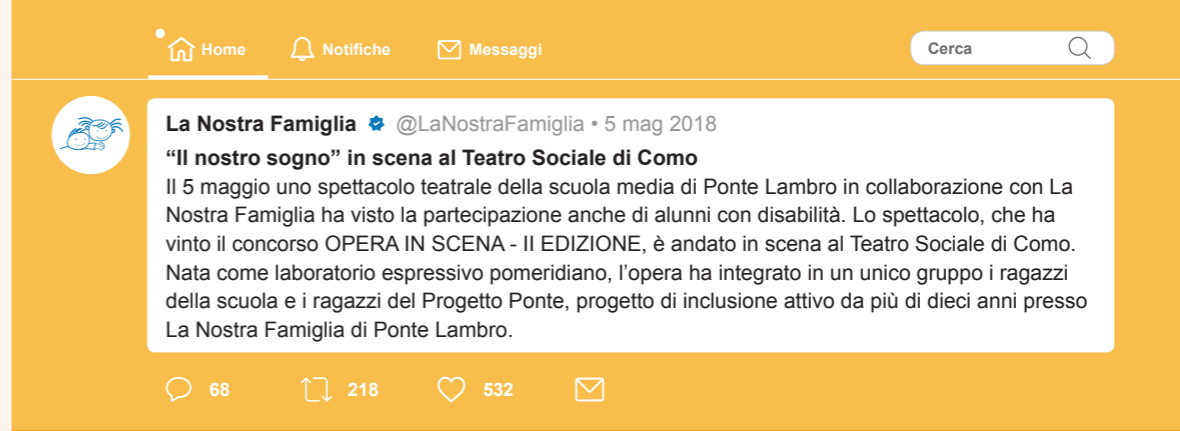 Home Notifiche Messaggi Cerca
La Nostra Famiglia @LaNostraFamiglia • 5 mag 2018
“Il nostro sogno” in scena al Teatro Sociale di Como
Il 5 maggio uno spettacolo teatrale della scuola media di Ponte Lambro in collaborazione con La
Nostra Famiglia ha visto la partecipazione anche di alunni con disabilità. Lo spettacolo, che ha
vinto il concorso OPERA IN SCENA - II EDIZIONE, è andato in scena al Teatro Sociale di Como.
Nata come laboratorio espressivo pomeridiano, l’opera ha integrato in un unico gruppo i ragazzi
della scuola e i ragazzi del Progetto Ponte, progetto di inclusione attivo da più di dieci anni presso
La Nostra Famiglia di Ponte Lambro.
68 218 532